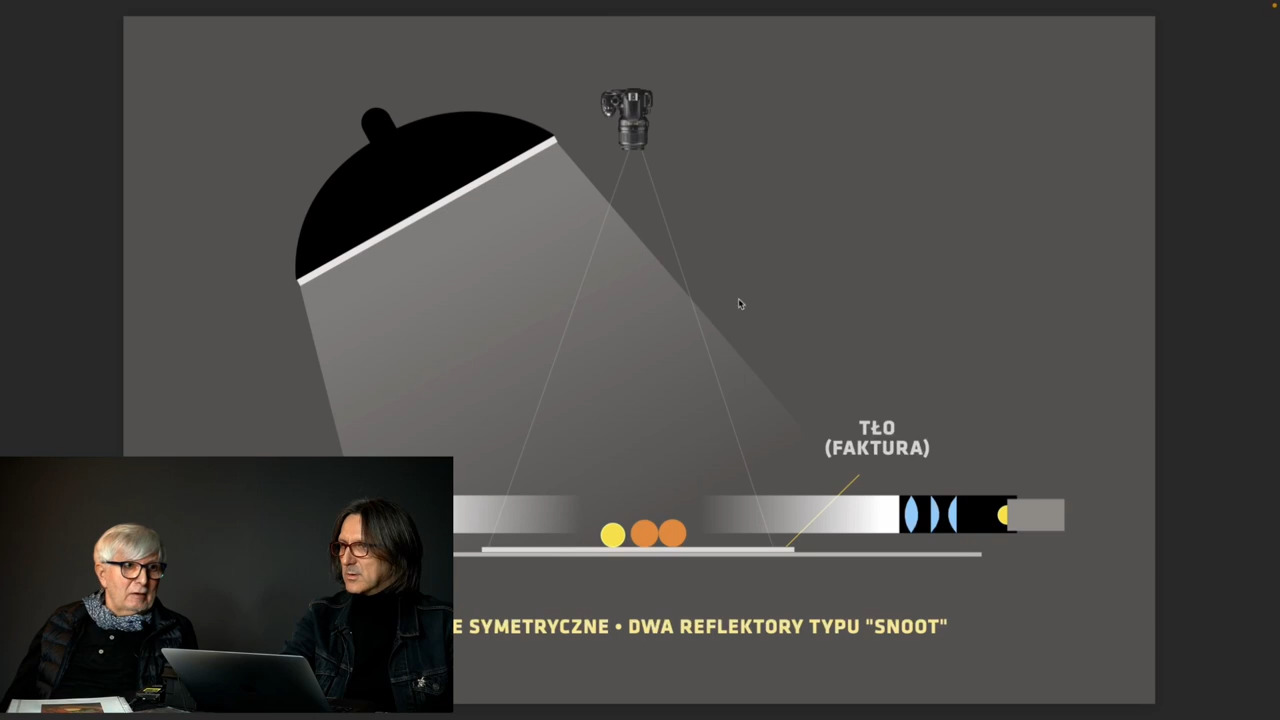 TŁO
(FAKTURA)
SYMETRYCZNE • DWA REFLEKTORY TYPU "SNOOT"